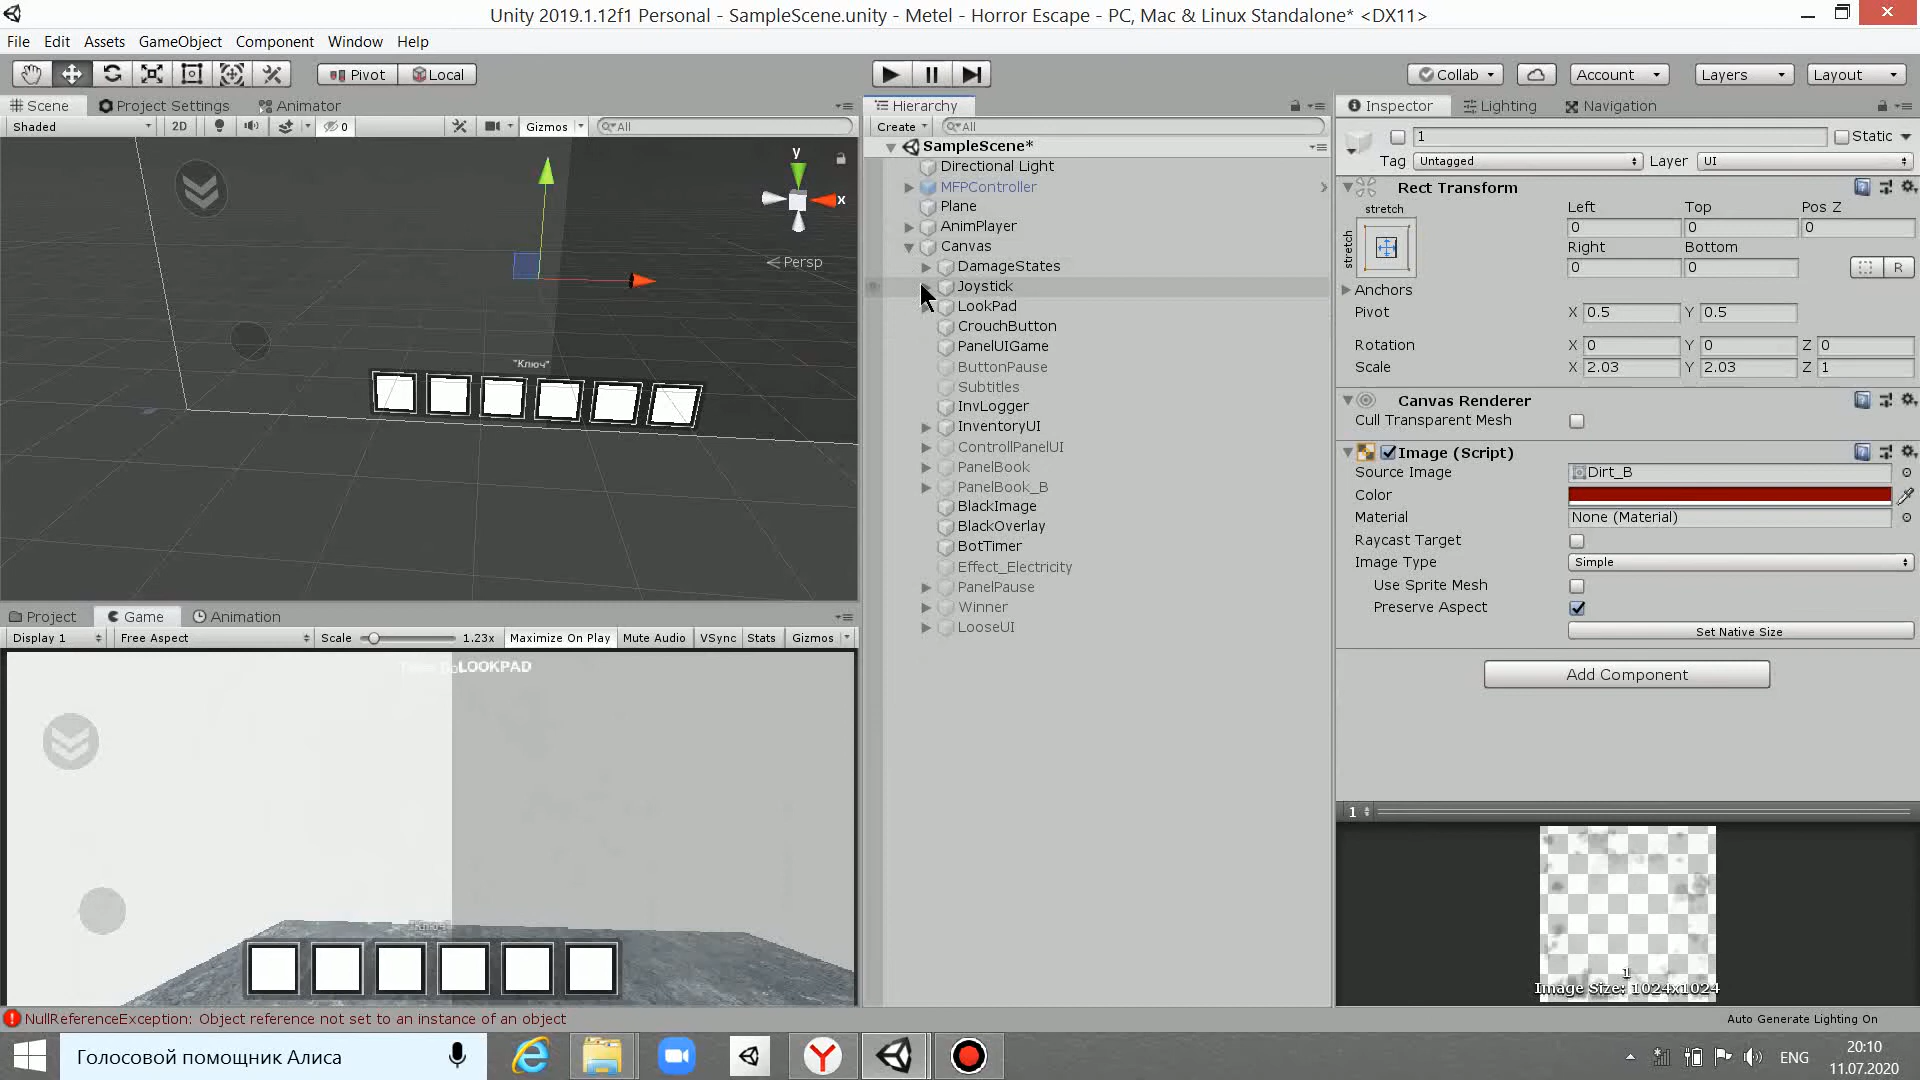 Unity 2019.1.12f1 Personal - SampleScene.unity - Metel - Horror Escape - PC, Mac & Linux Standalone* <DX11>
File Edit Assets GameObject Component Window Help
Pivot Local Collab Account Layers Layout
Scene Project Settings Animator
Shaded 2D 0 Gizmos All
y
x
Persp
"Ключ"
Hierarchy
Create All
SampleScene*
Directional Light
MFPController
Plane
AnimPlayer
Canvas
DamageStates
Joystick
LookPad
CrouchButton
PanelUIGame
ButtonPause
Subtitles
InvLogger
InventoryUI
ControllPanelUI
PanelBook
PanelBook_B
BlackImage
BlackOverlay
BotTimer
Effect_Electricity
PanelPause
Winner
LooseUI
Inspector Lighting Navigation
1 Static
Tag Untagged Layer UI
Rect Transform
stretch Left Top Pos Z
stretch 0 0 0
Right Bottom
0 0 R
Anchors
Pivot X 0.5 Y 0.5
Rotation X 0 Y 0 Z 0
Scale X 2.03 Y 2.03 Z 1
Canvas Renderer
Cull Transparent Mesh
Image (Script)
Source Image Dirt_B
Color
Material None (Material)
Raycast Target
Image Type Simple
Use Sprite Mesh
Preserve Aspect
Set Native Size
Add Component
1
1
Image Size: 1024x1024
Project Game Animation
Display 1 Free Aspect Scale 1.23x Maximize On Play Mute Audio VSync Stats Gizmos
LOOKPAD
"Ключ"
NullReferenceException: Object reference not set to an instance of an object
Auto Generate Lighting On
Голосовой помощник Алиса
ENG
20:10
11.07.2020